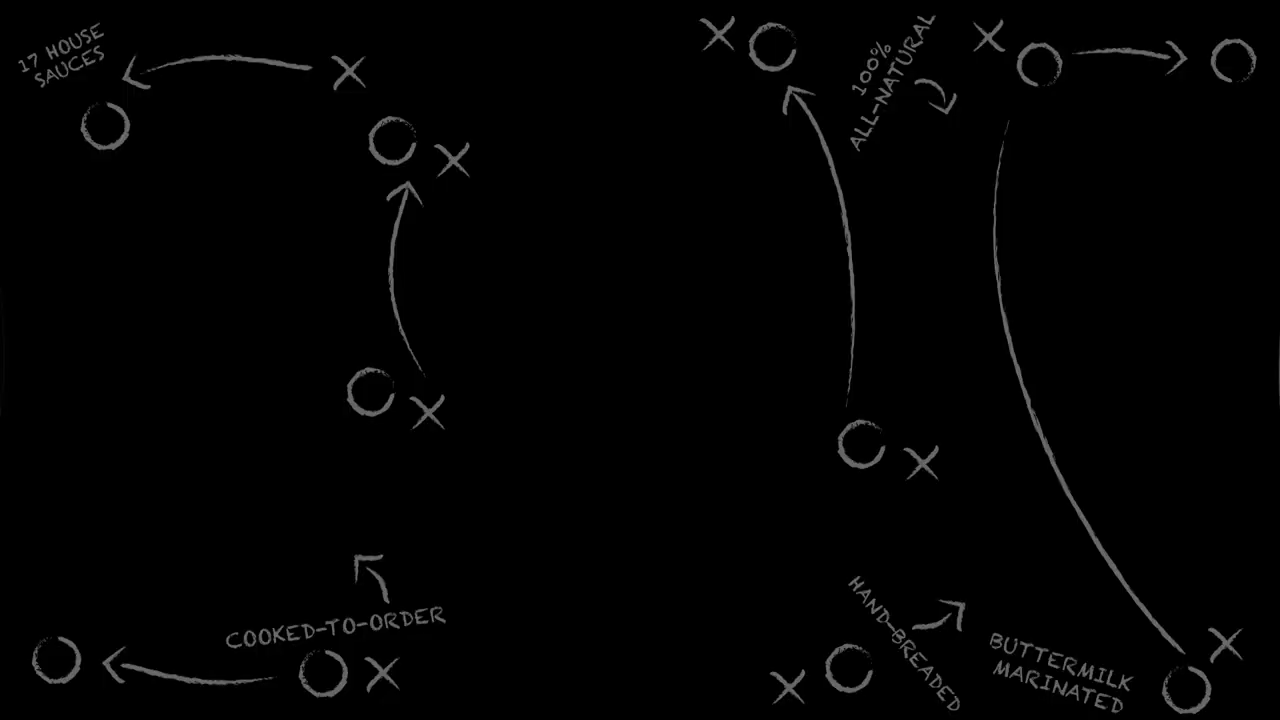 17 HOUSE
SAUCES
100%
ALL-NATURAL
COOKED-TO-ORDER
HAND-BREADED
BUTTERMILK
MARINATED